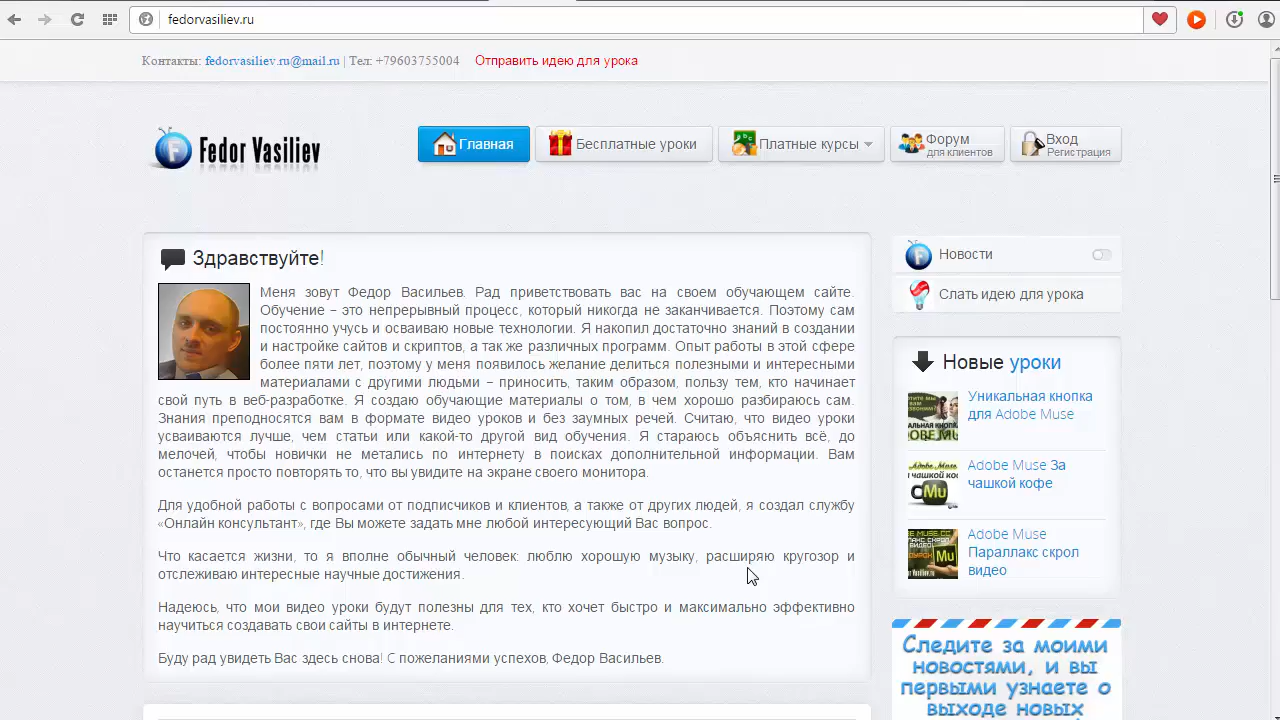 fedorvasiliev.ru
Контакты: fedorvasiliev.ru@mail.ru | Тел: +79603755004 Отправить идею для урока
Fedor Vasiliev
Главная
Бесплатные уроки
Платные курсы
Форум
для клиентов
Вход
Регистрация
Здравствуйте!
Меня зовут Федор Васильев. Рад приветствовать вас на своем обучающем сайте.
Обучение – это непрерывный процесс, который никогда не заканчивается. Поэтому сам
постоянно учусь и осваиваю новые технологии. Я накопил достаточно знаний в создании
и настройке сайтов и скриптов, а так же различных программ. Опыт работы в этой сфере
более пяти лет, поэтому у меня появилось желание делиться полезными и интересными
материалами с другими людьми – приносить, таким образом, пользу тем, кто начинает
свой путь в веб-разработке. Я создаю обучающие материалы о том, в чем хорошо разбираюсь сам.
Знания преподносятся вам в формате видео уроков и без заумных речей. Считаю, что видео уроки
усваиваются лучше, чем статьи или какой-то другой вид обучения. Я стараюсь объяснить всё, до
мелочей, чтобы новички не метались по интернету в поисках дополнительной информации. Вам
останется просто повторять то, что вы увидите на экране своего монитора.
Для удобной работы с вопросами от подписчиков и клиентов, а также от других людей, я создал службу
«Онлайн консультант», где Вы можете задать мне любой интересующий Вас вопрос.
Что касаемо жизни, то я вполне обычный человек: люблю хорошую музыку, расширяю кругозор и
отслеживаю интересные научные достижения.
Надеюсь, что мои видео уроки будут полезны для тех, кто хочет быстро и максимально эффективно
научиться создавать свои сайты в интернете.
Буду рад увидеть Вас здесь снова! С пожеланиями успехов, Федор Васильев.
Новости
Слать идею для урока
Новые уроки
Уникальная кнопка
для Adobe Muse
Adobe Muse За
чашкой кофе
Adobe Muse
Параллакс скрол
видео
Следите за моими
новостями, и вы
первыми узнаете о
выходе новых